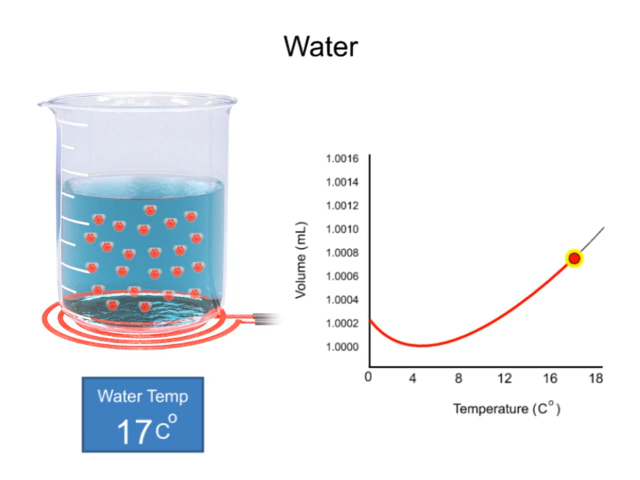 Water
1.0016
1.0014
1.0012
1.0010
1.0008
1.0006
1.0004
1.0002
1.0000
Volume (mL)
0 4 8 12 16 18
Temperature (C°)
Water Temp
17 C°